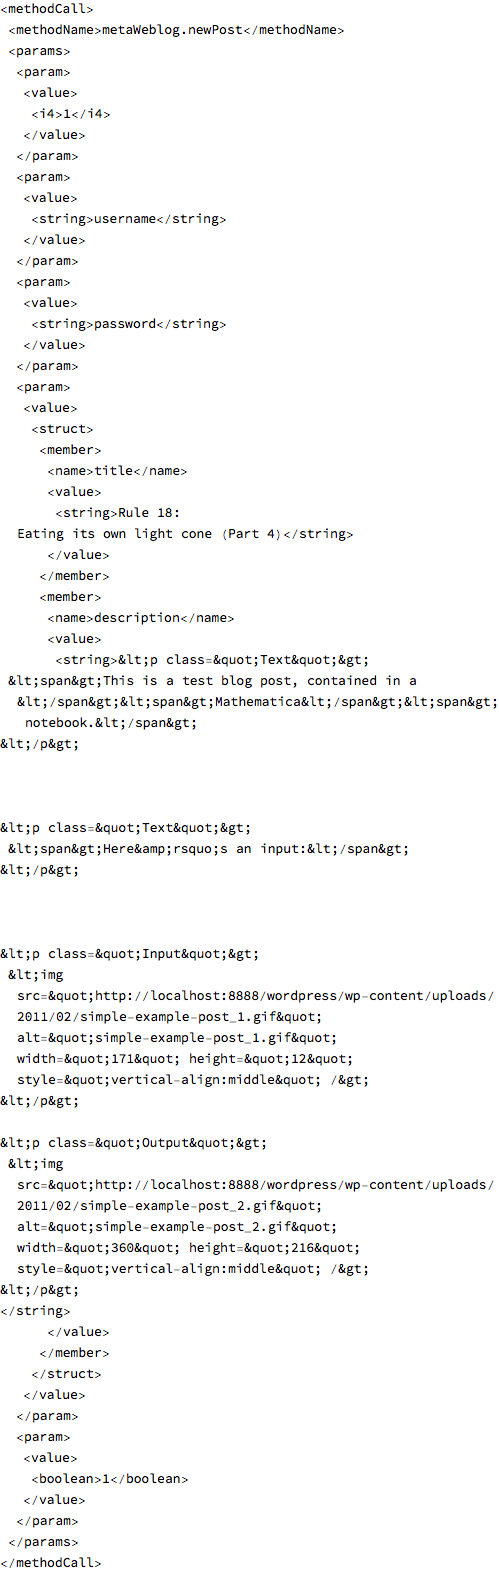 <methodCall>
<methodName>metaWeblog.newPost</methodName>
<params>
<param>
<value>
<i4>1</i4>
</value>
</param>
<param>
<value>
<string>username</string>
</value>
</param>
<param>
<value>
<string>password</string>
</value>
</param>
<param>
<value>
<struct>
<member>
<name>title</name>
<value>
<string>Rule 18:
Eating its own light cone (Part 4)</string>
</value>
</member>
<member>
<name>description</name>
<value>
<string>&lt;p class=&quot;Text&quot;&gt;
&lt;span&gt;This is a test blog post, contained in a
&lt;/span&gt;&lt;span&gt;Mathematica&lt;/span&gt;&lt;span&gt;
notebook.&lt;/span&gt;
&lt;/p&gt;
&lt;p class=&quot;Text&quot;&gt;
&lt;span&gt;Here&amp;rsquo;s an input:&lt;/span&gt;
&lt;/p&gt;
&lt;p class=&quot;Input&quot;&gt;
&lt;img
src=&quot;http://localhost:8888/wordpress/wp-content/uploads/
2011/02/simple-example-post_1.gif&quot;
alt=&quot;simple-example-post_1.gif&quot;
width=&quot;171&quot; height=&quot;12&quot;
style=&quot;vertical-align:middle&quot; /&gt;
&lt;/p&gt;
&lt;p class=&quot;Output&quot;&gt;
&lt;img
src=&quot;http://localhost:8888/wordpress/wp-content/uploads/
2011/02/simple-example-post_2.gif&quot;
alt=&quot;simple-example-post_2.gif&quot;
width=&quot;360&quot; height=&quot;216&quot;
style=&quot;vertical-align:middle&quot; /&gt;
&lt;/p&gt;
</string>
</value>
</member>
</struct>
</value>
</param>
<param>
<value>
<boolean>1</boolean>
</value>
</param>
</params>
</methodCall>